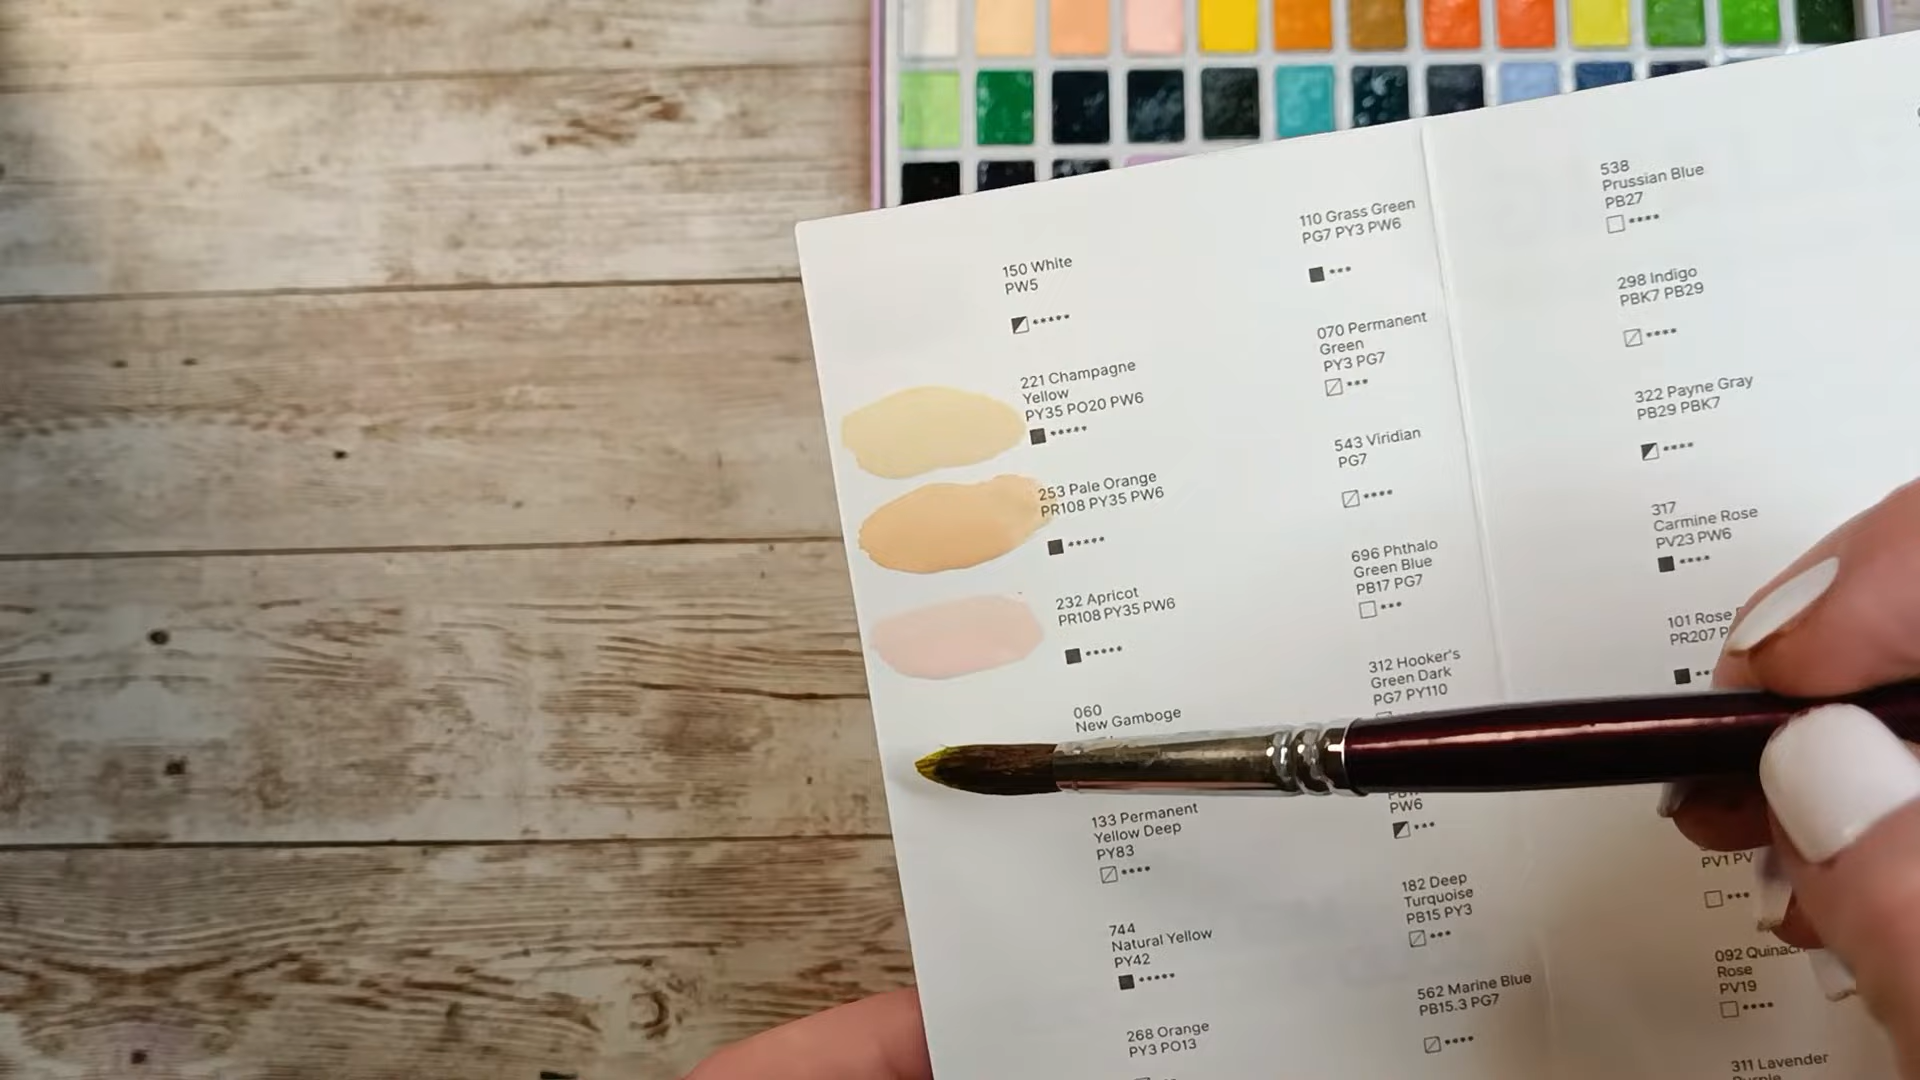 150 White
PW5
221 Champagne
Yellow
PY35 PO20 PW6
253 Pale Orange
PR108 PY35 PW6
232 Apricot
PR108 PY35 PW6
060
New Gamboge
133 Permanent
Yellow Deep
PY83
744
Natural Yellow
PY42
268 Orange
PY3 PO13
110 Grass Green
PG7 PY3 PW6
070 Permanent
Green
PY3 PG7
543 Viridian
PG7
696 Phthalo
Green Blue
PB17 PG7
312 Hooker's
Green Dark
PG7 PY110
PW6
182 Deep
Turquoise
PB15 PY3
562 Marine Blue
PB15.3 PG7
538
Prussian Blue
PB27
298 Indigo
PBK7 PB29
322 Payne Gray
PB29 PBK7
317
Carmine Rose
PV23 PW6
101 Rose
PR207
PV1 PV
092
Rose
PV19
311 Lavender